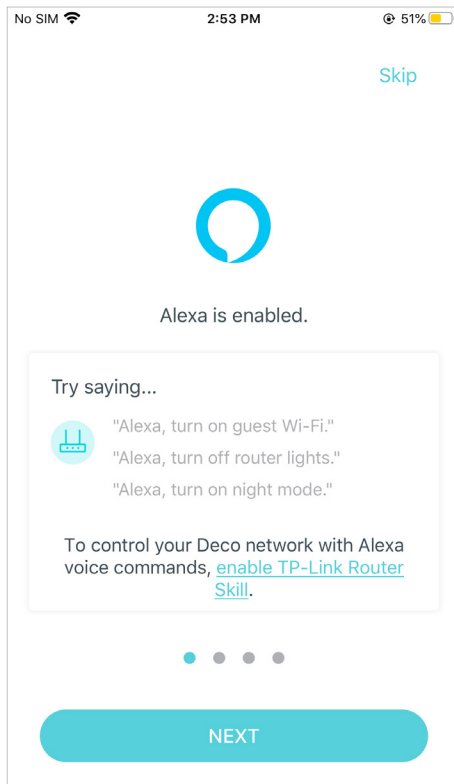 No SIM 2:53 PM 51%
Skip
Alexa is enabled.
Try saying...
"Alexa, turn on guest Wi-Fi."
"Alexa, turn off router lights."
"Alexa, turn on night mode."
To control your Deco network with Alexa
voice commands, enable TP-Link Router
Skill.
NEXT